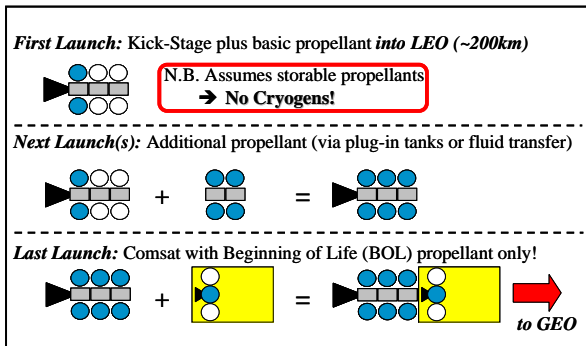 First Launch: Kick-Stage plus basic propellant into LEO (~200km)
N.B. Assumes storable propellants
➔ No Cryogens!
Next Launch(s): Additional propellant (via plug-in tanks or fluid transfer)
+ =
Last Launch: Comsat with Beginning of Life (BOL) propellant only!
+ =
to GEO